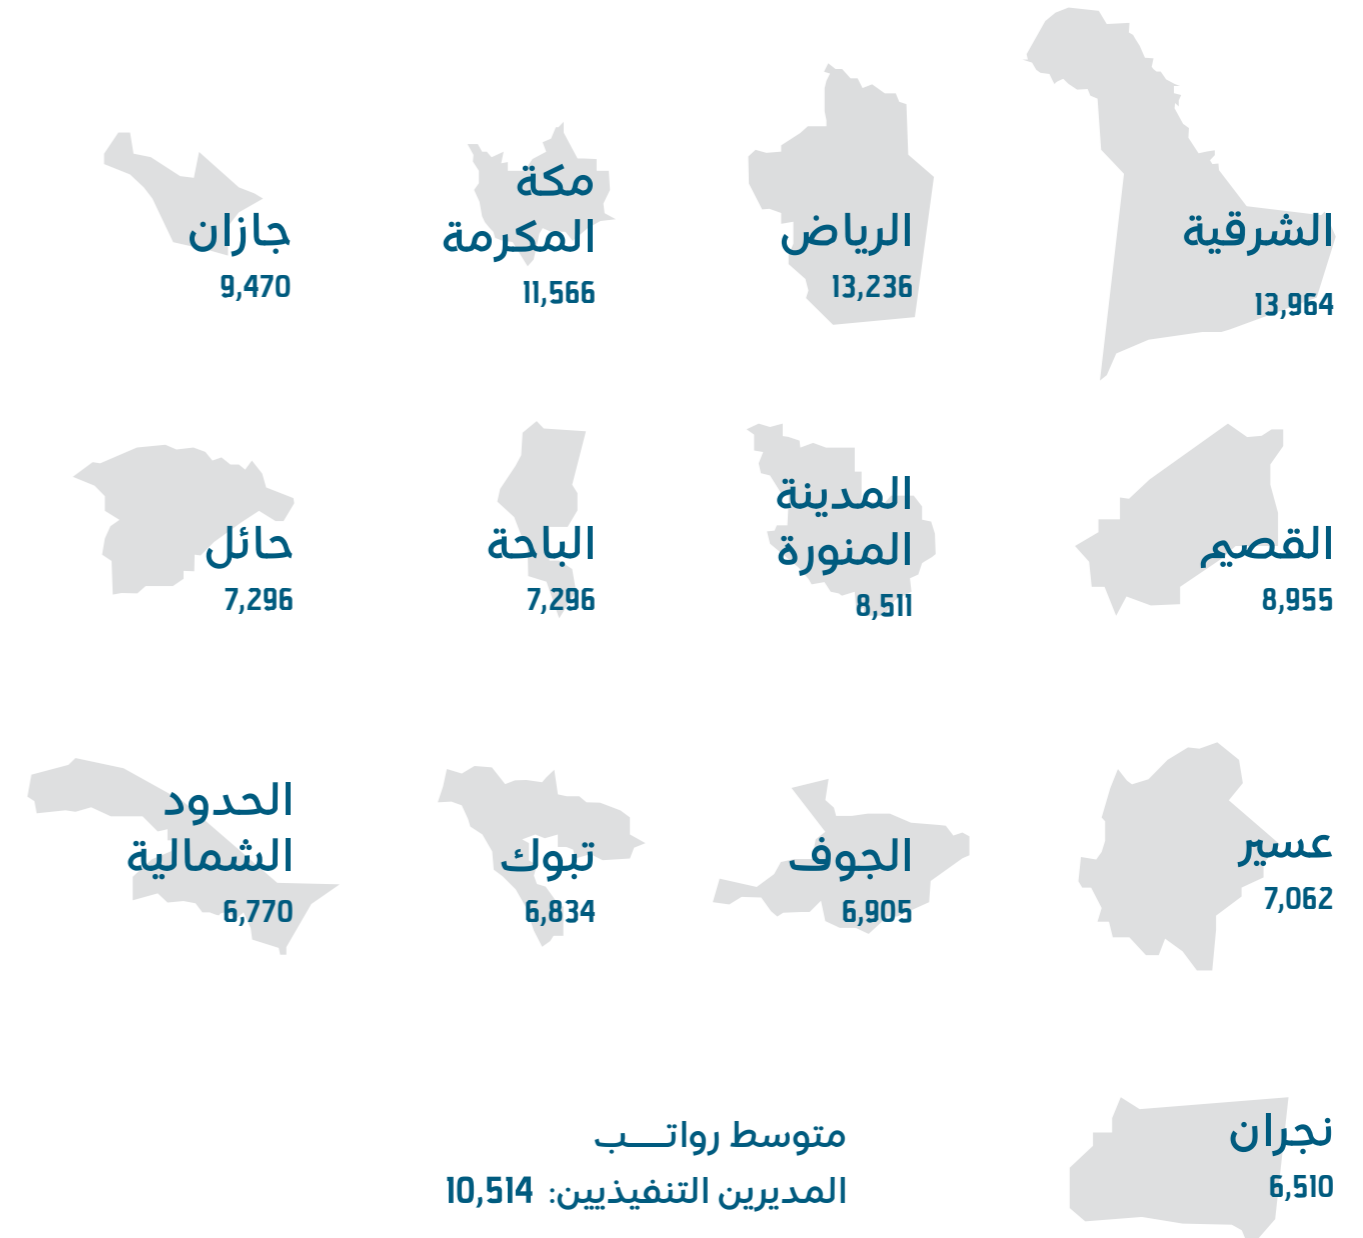 الشرقية
13,964
الرياض
13,236
مكة
المكرمة
11,566
جازان
9,470
القصيم
8,955
المدينة
المنورة
8,511
الباحة
7,296
حائل
7,296
عسير
7,062
الجوف
6,905
تبوك
6,834
الحدود
الشمالية
6,770
نجران
6,510
متوسط رواتـــب
المديرين التنفيذيين: 10,514